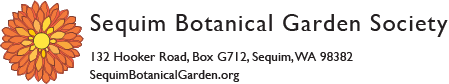 Sequim Botanical Garden Society
132 Hooker Road, Box G712, Sequim, WA 98382
SequimBotanicalGarden.org